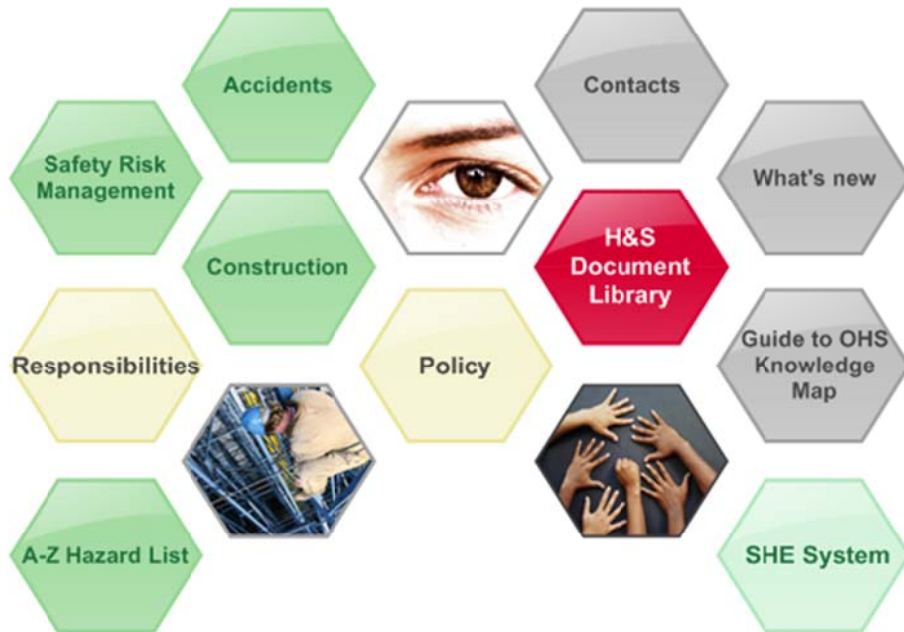 Accidents
Contacts
Safety Risk
Management
What's new
Construction
H&S
Document
Library
Responsibilities
Policy
Guide to OHS
Knowledge
Map
A-Z Hazard List
SHE System